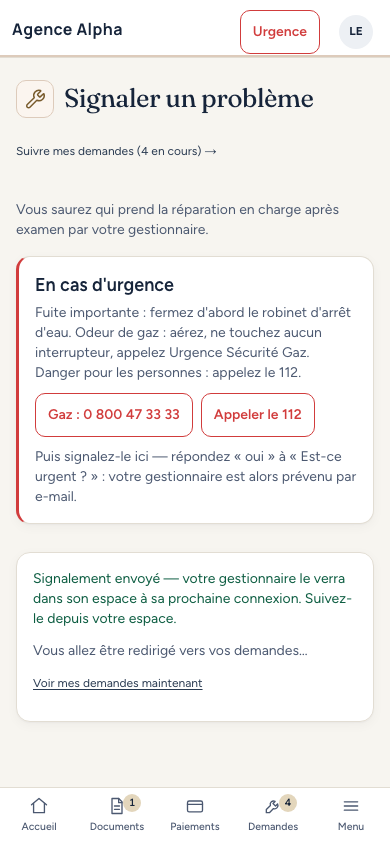 Agence Alpha
Urgence
LE
Signaler un problème
Suivre mes demandes (4 en cours) →
Vous saurez qui prend la réparation en charge après
examen par votre gestionnaire.
En cas d'urgence
Fuite importante : fermez d'abord le robinet d'arrêt
d'eau. Odeur de gaz : aérez, ne touchez aucun
interrupteur, appelez Urgence Sécurité Gaz.
Danger pour les personnes : appelez le 112.
Gaz : 0 800 47 33 33
Appeler le 112
Puis signalez-le ici — répondez « oui » à « Est-ce
urgent ? » : votre gestionnaire est alors prévenu par
e-mail.
Signalement envoyé — votre gestionnaire le verra
dans son espace à sa prochaine connexion. Suivez-
le depuis votre espace.
Vous allez être redirigé vers vos demandes…
Voir mes demandes maintenant
1
4
Accueil
Documents
Paiements
Demandes
Menu